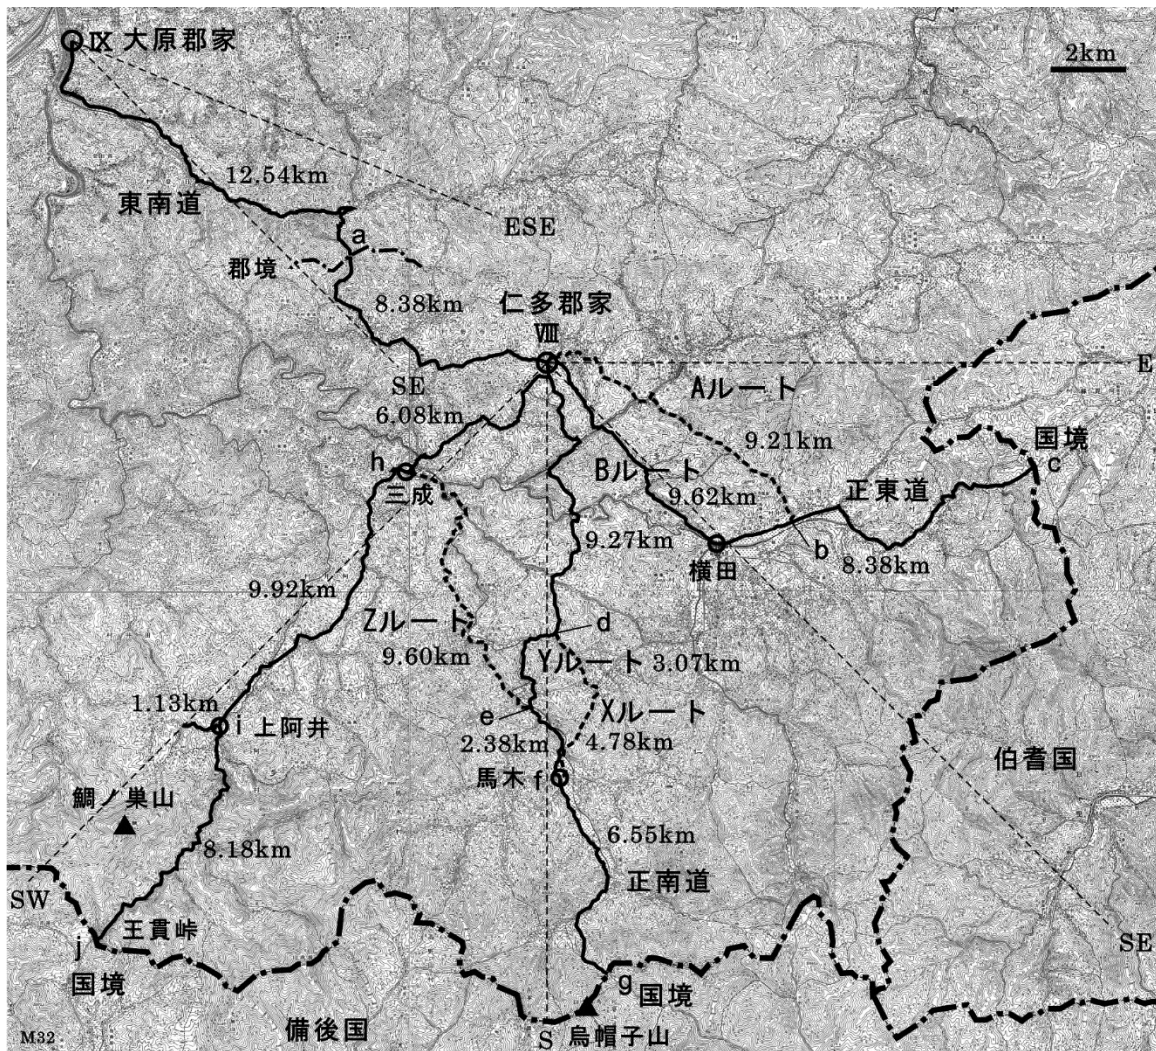 Ⅸ 大原郡家
2km
12.54km
東南道
ESE
a
郡境
8.38km
仁多郡家
Ⅷ
E
SE
6.08km
Aルート
9.21km
国境
c
h
三成
Bルート
9.62km
正東道
b
9.27km
横田
8.38km
9.92km
Zルート
9.60km
d
Yルート 3.07km
1.13km
i 上阿井
e
Xルート
2.38km
4.78km
馬木 f
伯耆国
鯛ノ巣山
8.18km
6.55km
正南道
SW
王貫峠
SE
j
国境
g 国境
備後国
S 烏帽子山
M32